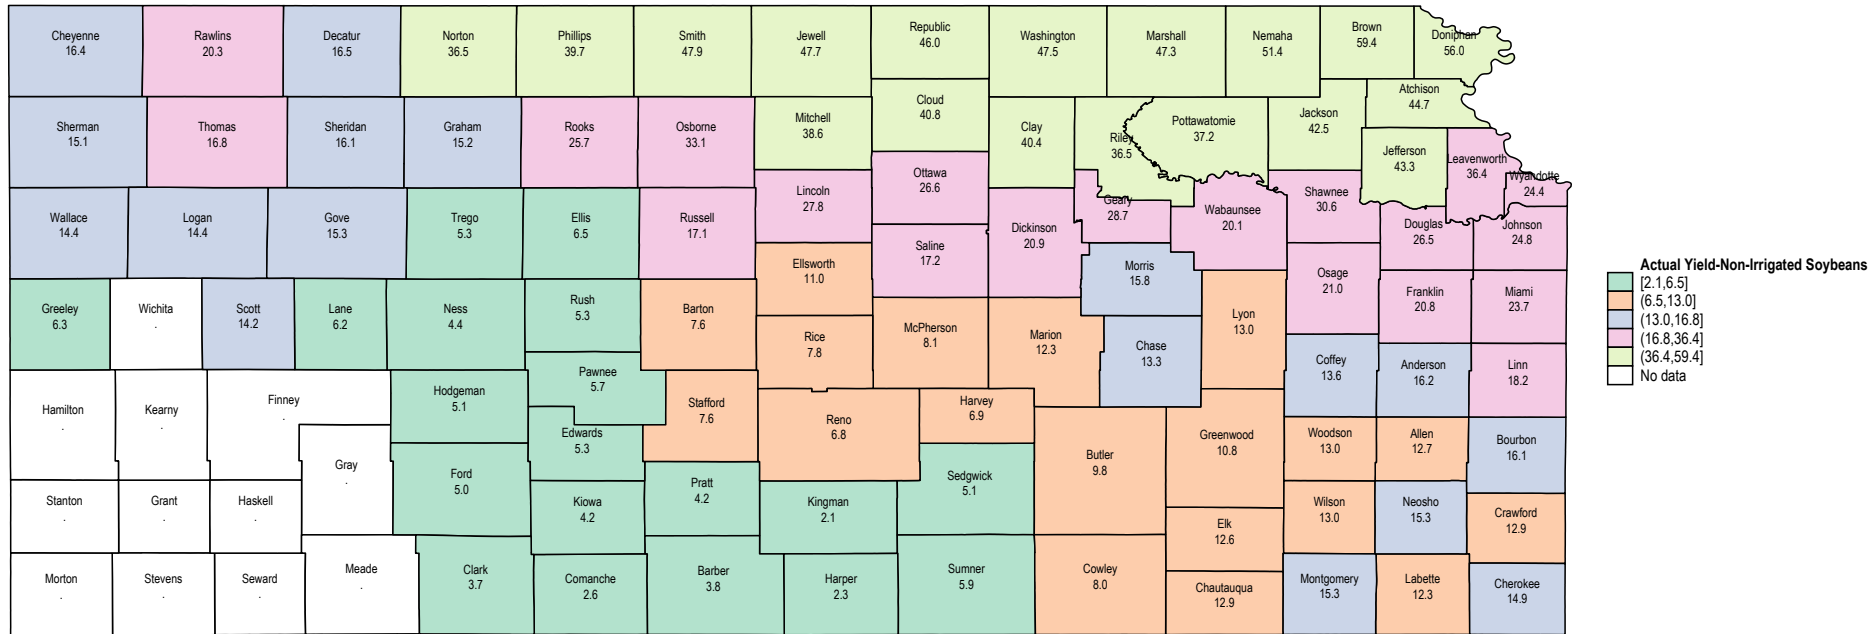 Cheyenne
16.4
Rawlins
20.3
Decatur
16.5
Norton
36.5
Phillips
39.7
Smith
47.9
Jewell
47.7
Republic
46.0
Washington
47.5
Marshall
47.3
Nemaha
51.4
Brown
59.4
Doniphan
56.0
Sherman
15.1
Thomas
16.8
Sheridan
16.1
Graham
15.2
Rooks
25.7
Osborne
33.1
Mitchell
38.6
Cloud
40.8
Clay
40.4
Riley
36.5
Pottawatomie
37.2
Jackson
42.5
Atchison
44.7
Jefferson
43.3
Leavenworth
36.4
Wyandotte
24.4
Wallace
14.4
Logan
14.4
Gove
15.3
Trego
5.3
Ellis
6.5
Russell
17.1
Lincoln
27.8
Ottawa
26.6
Saline
17.2
Dickinson
20.9
Geary
28.7
Wabaunsee
20.1
Shawnee
30.6
Douglas
26.5
Johnson
24.8
Greeley
6.3
Wichita
.
Scott
14.2
Lane
6.2
Ness
4.4
Rush
5.3
Barton
7.6
Ellsworth
11.0
Rice
7.8
McPherson
8.1
Marion
12.3
Morris
15.8
Chase
13.3
Lyon
13.0
Osage
21.0
Franklin
20.8
Miami
23.7
Hamilton
.
Kearny
.
Finney
.
Hodgeman
5.1
Pawnee
5.7
Edwards
5.3
Stafford
7.6
Reno
6.8
Harvey
6.9
Butler
9.8
Greenwood
10.8
Coffey
13.6
Anderson
16.2
Linn
18.2
Woodson
13.0
Allen
12.7
Bourbon
16.1
Gray
.
Ford
5.0
Kiowa
4.2
Pratt
4.2
Kingman
2.1
Sedgwick
5.1
Stanton
.
Grant
.
Haskell
.
Elk
12.6
Wilson
13.0
Neosho
15.3
Crawford
12.9
Morton
.
Stevens
.
Seward
.
Meade
.
Clark
3.7
Comanche
2.6
Barber
3.8
Harper
2.3
Sumner
5.9
Cowley
8.0
Chautauqua
12.9
Montgomery
15.3
Labette
12.3
Cherokee
14.9
Actual Yield-Non-Irrigated Soybeans
[2.1,6.5]
(6.5,13.0]
(13.0,16.8]
(16.8,36.4]
(36.4,59.4]
No data